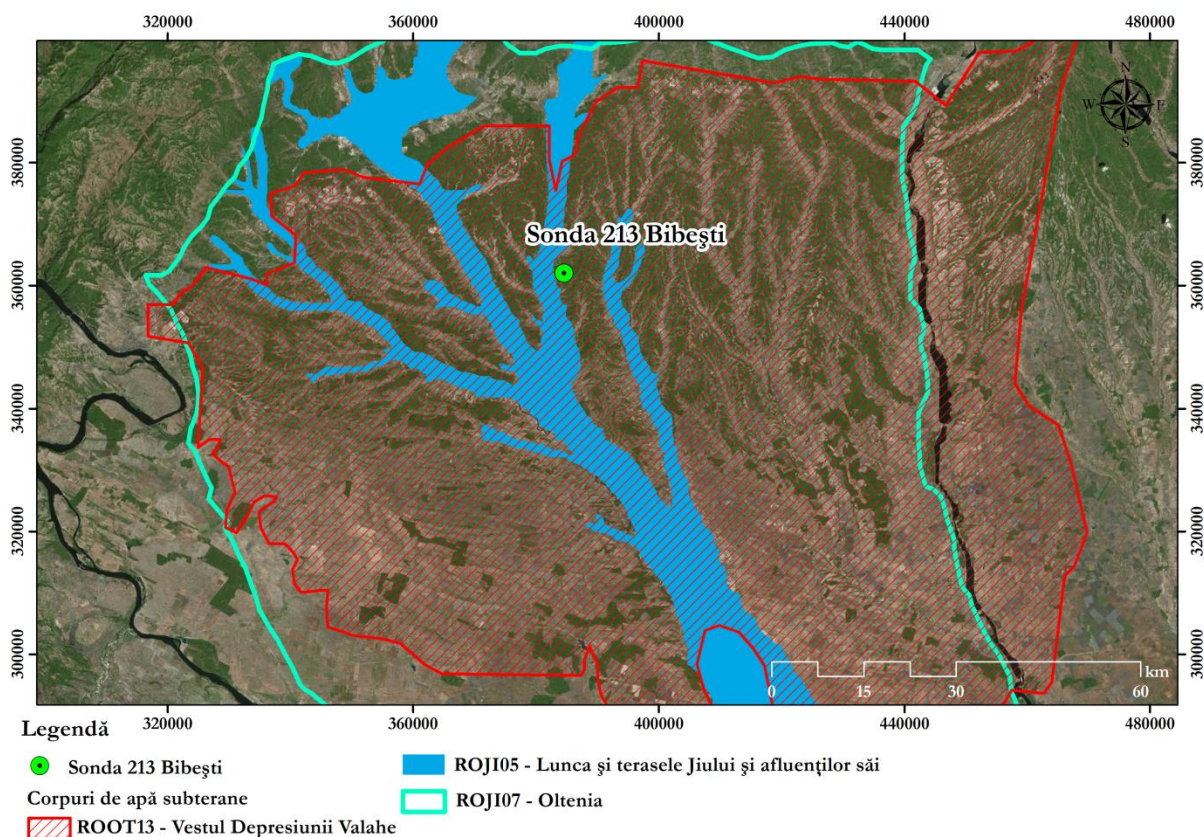 320000 360000 400000 440000 480000
N
W E
S
380000 380000
Sonda 213 Bibeşti
360000 360000
340000 340000
320000 320000
300000 300000
km
0 15 30 60
320000 360000 400000 440000 480000
Legendă
Sonda 213 Bibeşti
Corpuri de apă subterane
ROOT13 - Vestul Depresiunii Valahe
ROJI05 - Lunca şi terasele Jiului şi afluenţilor săi
ROJI07 - Oltenia